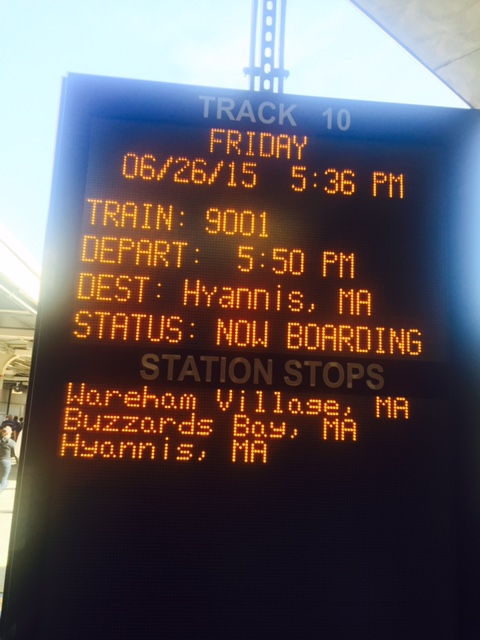 TRACK 10
FRIDAY
06/26/15 5:36 PM
TRAIN: 9001
DEPART: 5:50 PM
DEST: Hyannis, MA
STATUS: NOW BOARDING
STATION STOPS
Wareham Village, MA
Buzzards Bay, MA
Hyannis, MA